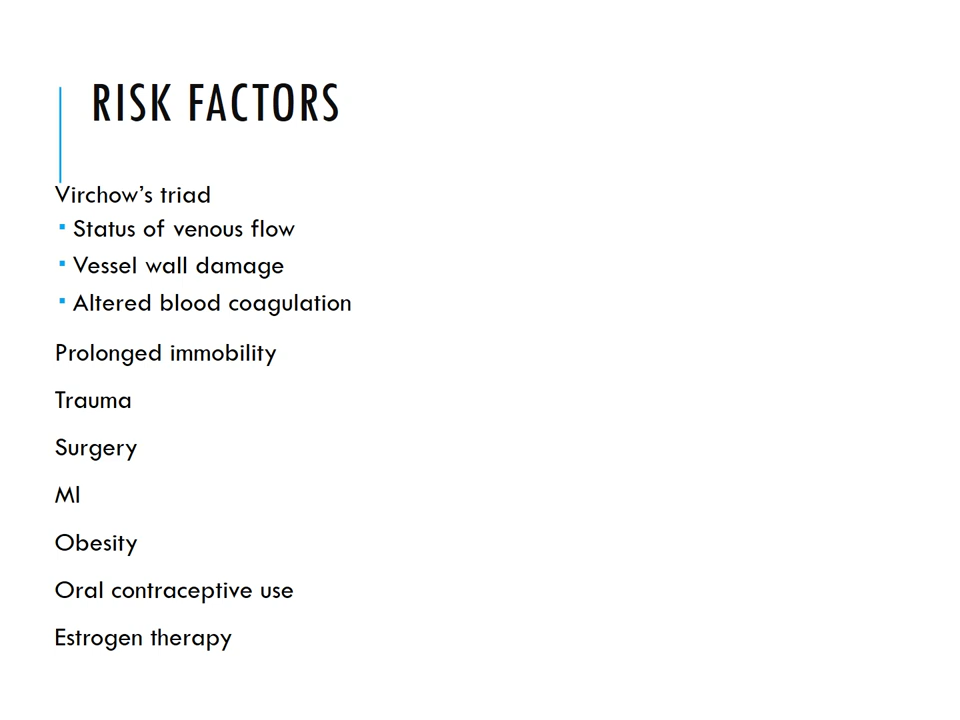 RISK FACTORS
Virchow’s triad
▪ Status of venous flow
▪ Vessel wall damage
▪ Altered blood coagulation
Prolonged immobility
Trauma
Surgery
MI
Obesity
Oral contraceptive use
Estrogen therapy